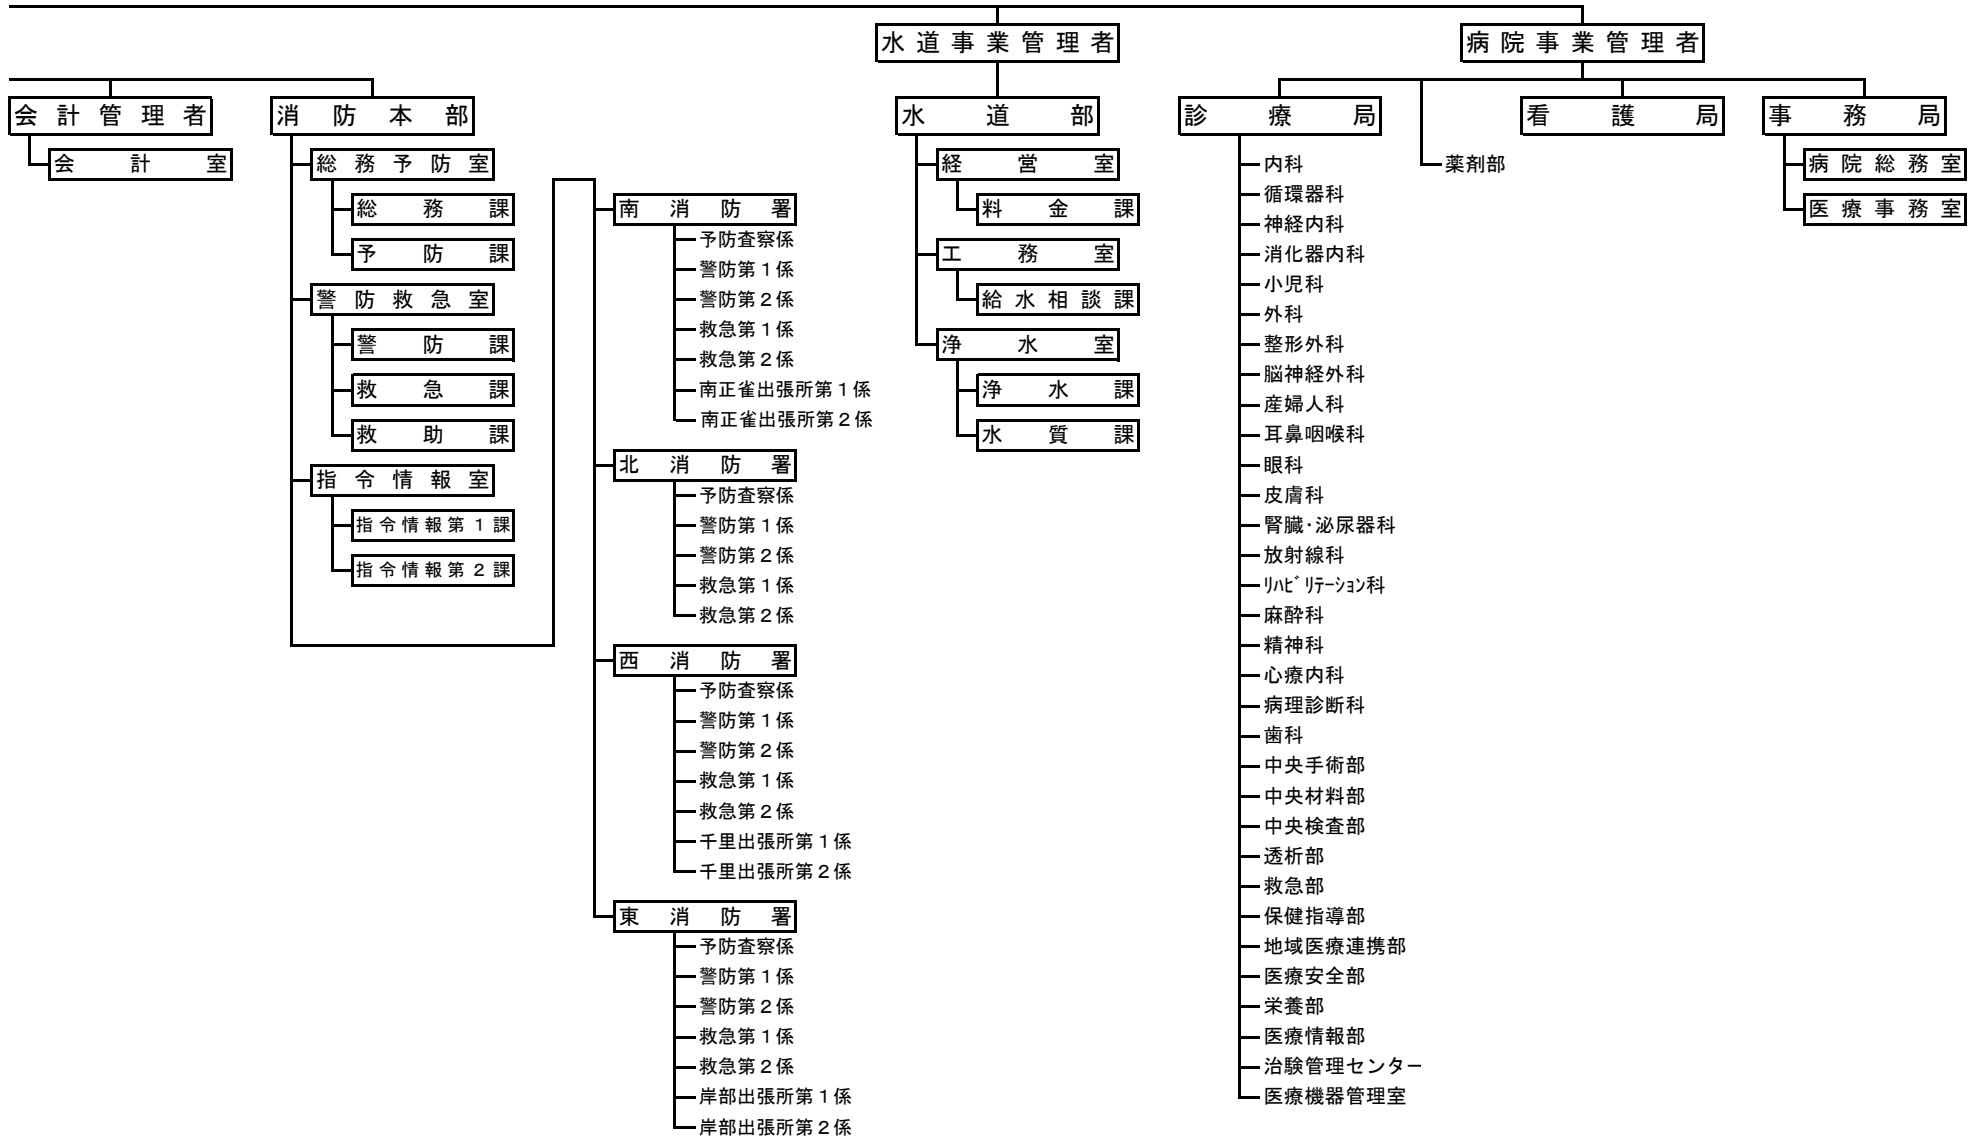 水道事業管理者
病院事業管理者
会計管理者
会計室
消防本部
総務予防室
総務課
予防課
警防救急室
警防課
救急課
救助課
指令情報室
指令情報第１課
指令情報第２課
南消防署
予防査察係
警防第１係
警防第２係
救急第１係
救急第２係
南正雀出張所第１係
南正雀出張所第２係
北消防署
予防査察係
警防第１係
警防第２係
救急第１係
救急第２係
西消防署
予防査察係
警防第１係
警防第２係
救急第１係
救急第２係
千里出張所第１係
千里出張所第２係
東消防署
予防査察係
警防第１係
警防第２係
救急第１係
救急第２係
岸部出張所第１係
岸部出張所第２係
水道部
経営室
料金課
工務室
給水相談課
浄水室
浄水課
水質課
診療局
内科
循環器科
神経内科
消化器内科
小児科
外科
整形外科
脳神経外科
産婦人科
耳鼻咽喉科
眼科
皮膚科
腎臓･泌尿器科
放射線科
ﾘﾊﾋﾞﾘﾃｰｼｮﾝ科
麻酔科
精神科
心療内科
病理診断科
歯科
中央手術部
中央材料部
中央検査部
透析部
救急部
保健指導部
地域医療連携部
医療安全部
栄養部
医療情報部
治験管理センター
医療機器管理室
薬剤部
看護局
事務局
病院総務室
医療事務室